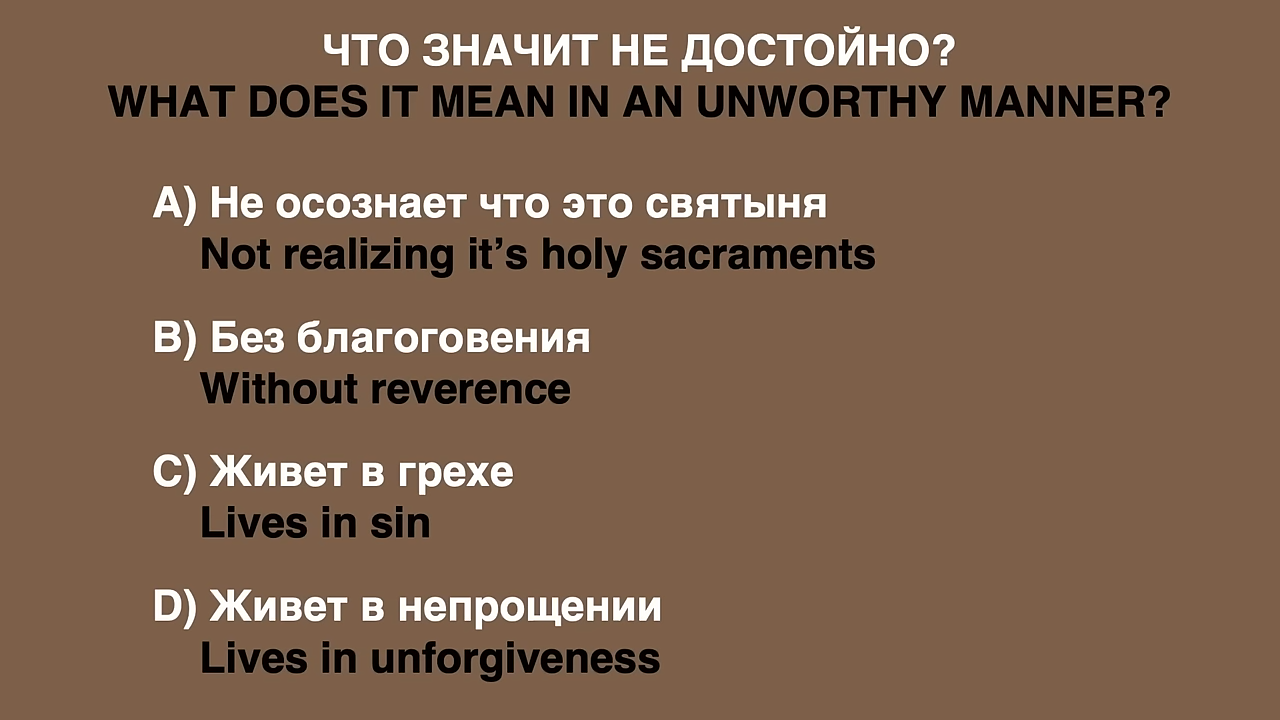 ЧТО ЗНАЧИТ НЕ ДОСТОЙНО?
WHAT DOES IT MEAN IN AN UNWORTHY MANNER?
A) Не осознает что это святыня
Not realizing it’s holy sacraments
B) Без благоговения
Without reverence
C) Живет в грехе
Lives in sin
D) Живет в непрощении
Lives in unforgiveness